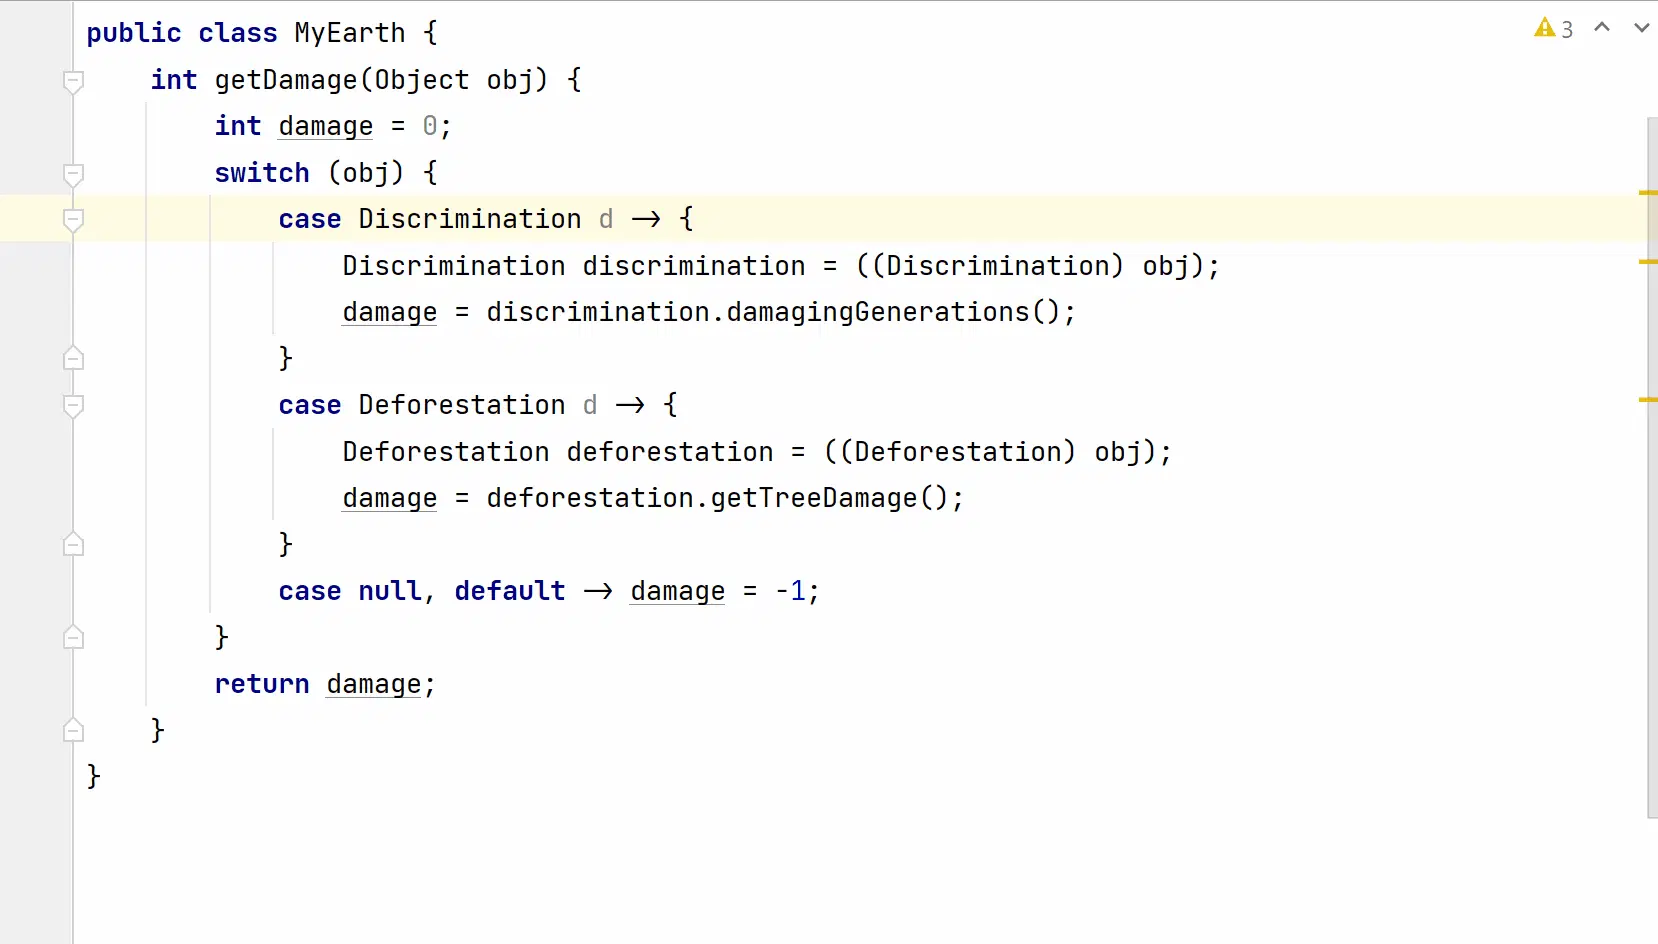 public class MyEarth {
3
int getDamage(Object obj) {
int damage = 0;
switch (obj) {
case Discrimination d → {
Discrimination discrimination = ((Discrimination) obj);
damage = discrimination.damagingGenerations();
}
case Deforestation d → {
Deforestation deforestation = ((Deforestation) obj);
damage = deforestation.getTreeDamage();
}
case null, default → damage = -1;
}
return damage;
}
}